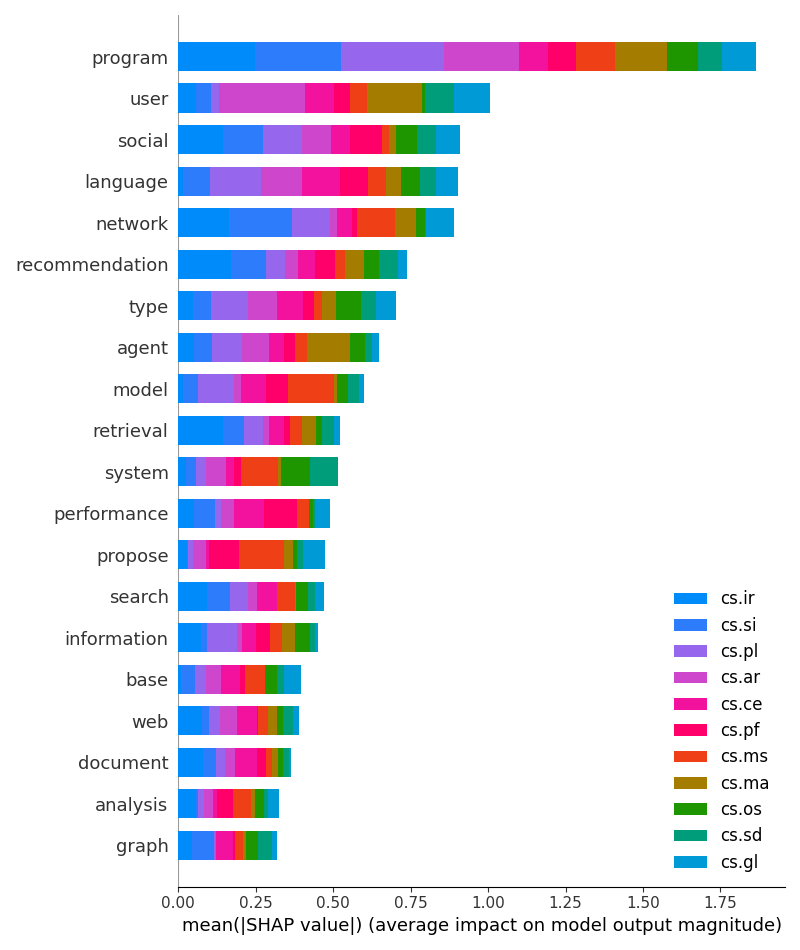 program
user
social
language
network
recommendation
type
agent
model
retrieval
system
performance
propose
search
information
base
web
document
analysis
graph
cs.ir
cs.si
cs.pl
cs.ar
cs.ce
cs.pf
cs.ms
cs.ma
cs.os
cs.sd
cs.gl
0.00 0.25 0.50 0.75 1.00 1.25 1.50 1.75
mean(|SHAP value|) (average impact on model output magnitude)